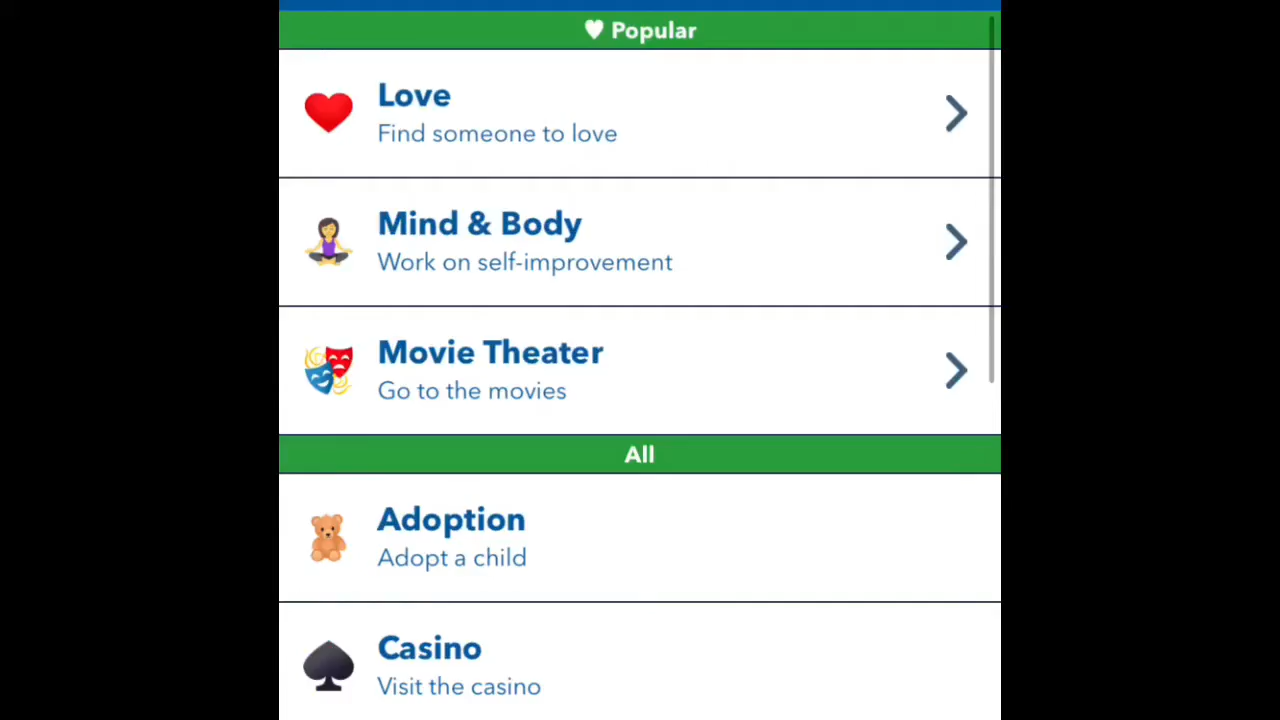 Popular
Love
Find someone to love
Mind & Body
Work on self-improvement
Movie Theater
Go to the movies
All
Adoption
Adopt a child
Casino
Visit the casino